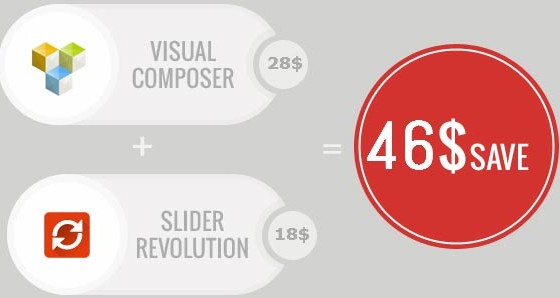 VISUAL
COMPOSER
28$
+
SLIDER
REVOLUTION
18$
=
46$ SAVE